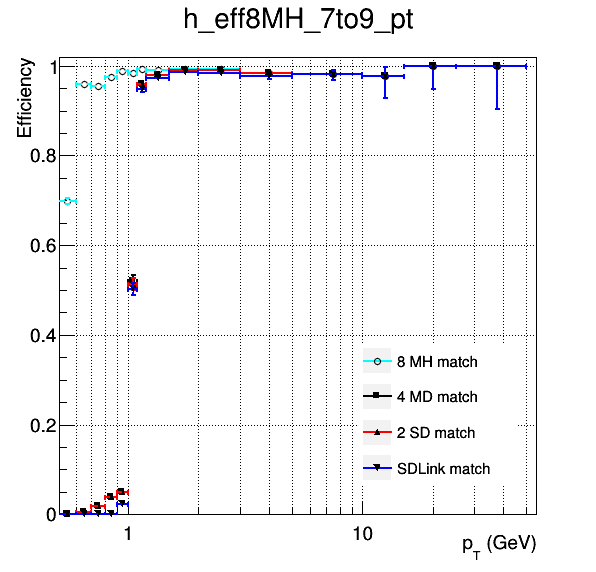 h_eff8MH_7to9_pt
Efficiency
1
0.8
0.6
0.4
0.2
0
8 MH match
4 MD match
2 SD match
SDLink match
1 10
p_T (GeV)